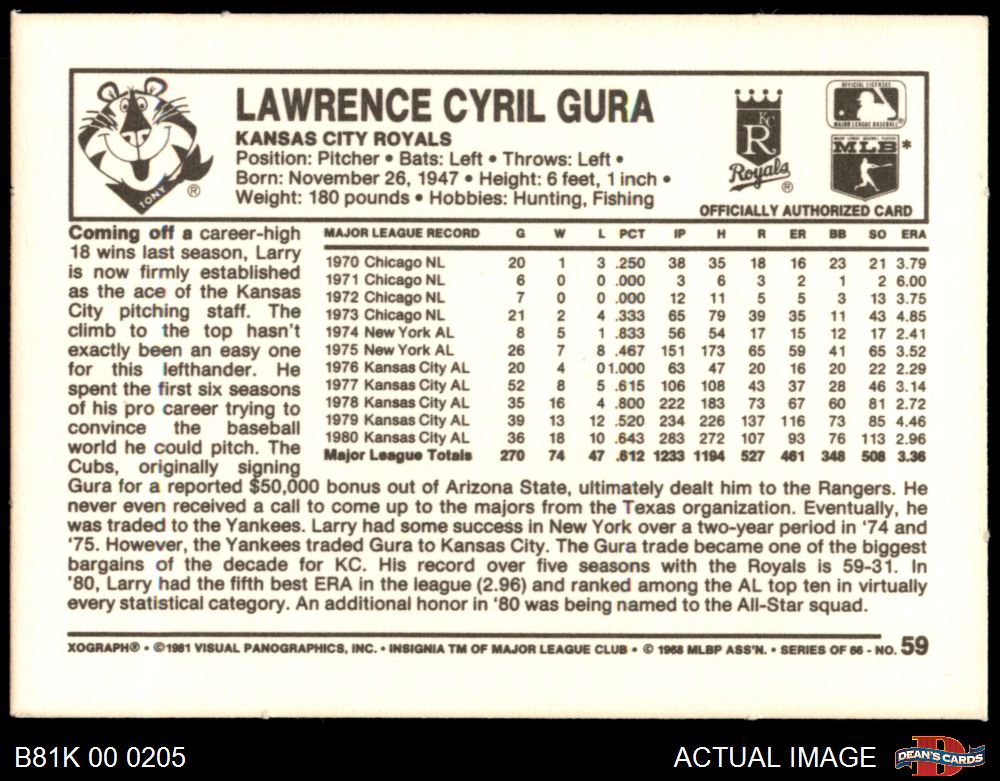 LAWRENCE CYRIL GURA
KANSAS CITY ROYALS
Position: Pitcher • Bats: Left • Throws: Left •
Born: November 26, 1947 • Height: 6 feet, 1 inch •
Weight: 180 pounds • Hobbies: Hunting, Fishing
TONY
®
KC
R
Royals
®
OFFICIAL LICENSEE
MAJOR LEAGUE BASEBALL
®
MAJOR LEAGUE BASEBALL PLAYERS
MLB*
OFFICIALLY AUTHORIZED CARD
Coming off a career-high
18 wins last season, Larry
is now firmly established
as the ace of the Kansas
City pitching staff. The
climb to the top hasn't
exactly been an easy one
for this lefthander. He
spent the first six seasons
of his pro career trying to
convince the baseball
world he could pitch. The
Cubs, originally signing
MAJOR LEAGUE RECORD G W L PCT IP H R ER BB SO ERA
1970 Chicago NL 20 1 3 .250 38 35 18 16 23 21 3.79
1971 Chicago NL 6 0 0 .000 3 6 3 2 1 2 6.00
1972 Chicago NL 7 0 0 .000 12 11 5 5 3 13 3.75
1973 Chicago NL 21 2 4 .333 65 79 39 35 11 43 4.85
1974 New York AL 8 5 1 .833 56 54 17 15 12 17 2.41
1975 New York AL 26 7 8 .467 151 173 65 59 41 65 3.52
1976 Kansas City AL 20 4 0 1.000 63 47 20 16 20 22 2.29
1977 Kansas City AL 52 8 5 .615 106 108 43 37 28 46 3.14
1978 Kansas City AL 35 16 4 .800 222 183 73 67 60 81 2.72
1979 Kansas City AL 39 13 12 .520 234 226 137 116 73 85 4.46
1980 Kansas City AL 36 18 10 .643 283 272 107 93 76 113 2.96
Major League Totals 270 74 47 .612 1233 1194 527 461 348 508 3.36
Gura for a reported $50,000 bonus out of Arizona State, ultimately dealt him to the Rangers. He
never even received a call to come up to the majors from the Texas organization. Eventually, he
was traded to the Yankees. Larry had some success in New York over a two-year period in '74 and
'75. However, the Yankees traded Gura to Kansas City. The Gura trade became one of the biggest
bargains of the decade for KC. His record over five seasons with the Royals is 59-31. In
'80, Larry had the fifth best ERA in the league (2.96) and ranked among the AL top ten in virtually
every statistical category. An additional honor in '80 was being named to the All-Star squad.
XOGRAPH® • ©1981 VISUAL PANOGRAPHICS, INC. • INSIGNIA TM OF MAJOR LEAGUE CLUB • © 1968 MLBP ASS'N. • SERIES OF 66 - NO. 59
B81K 00 0205
ACTUAL IMAGE
DEAN'S CARDS